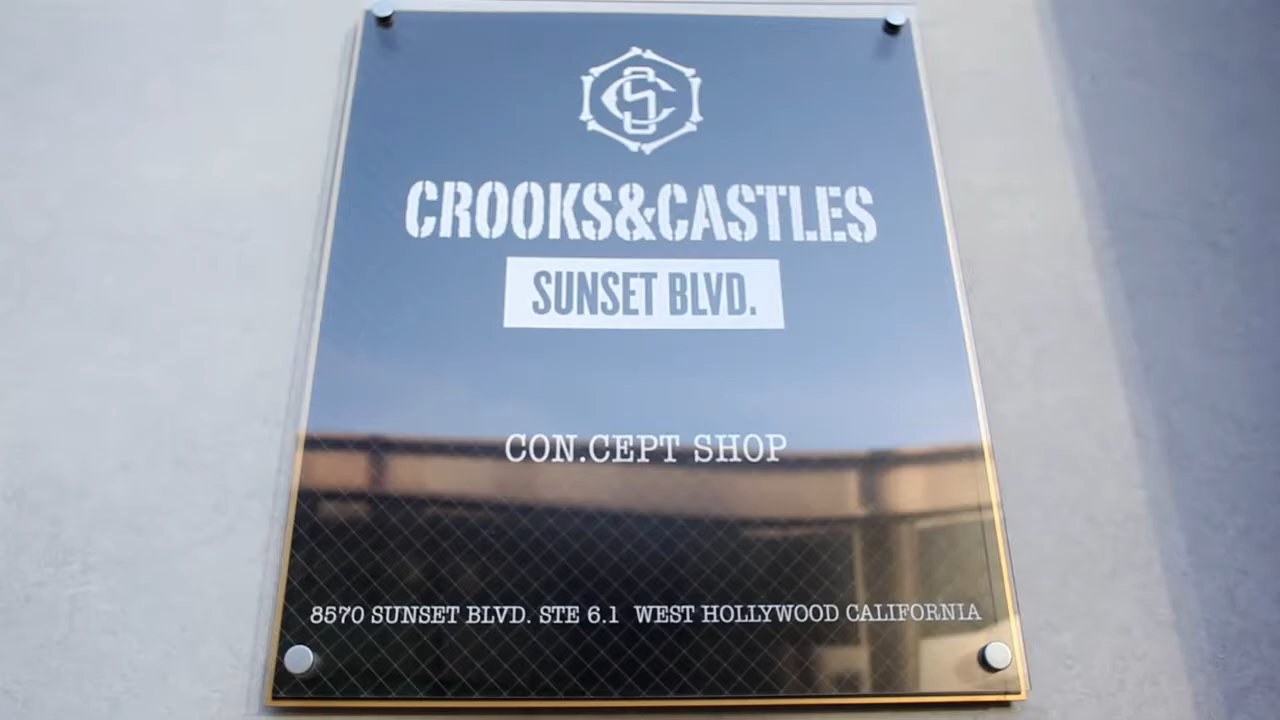 CROOKS&CASTLES
SUNSET BLVD.
CON.CEPT SHOP
8570 SUNSET BLVD. STE 6.1 WEST HOLLYWOOD CALIFORNIA